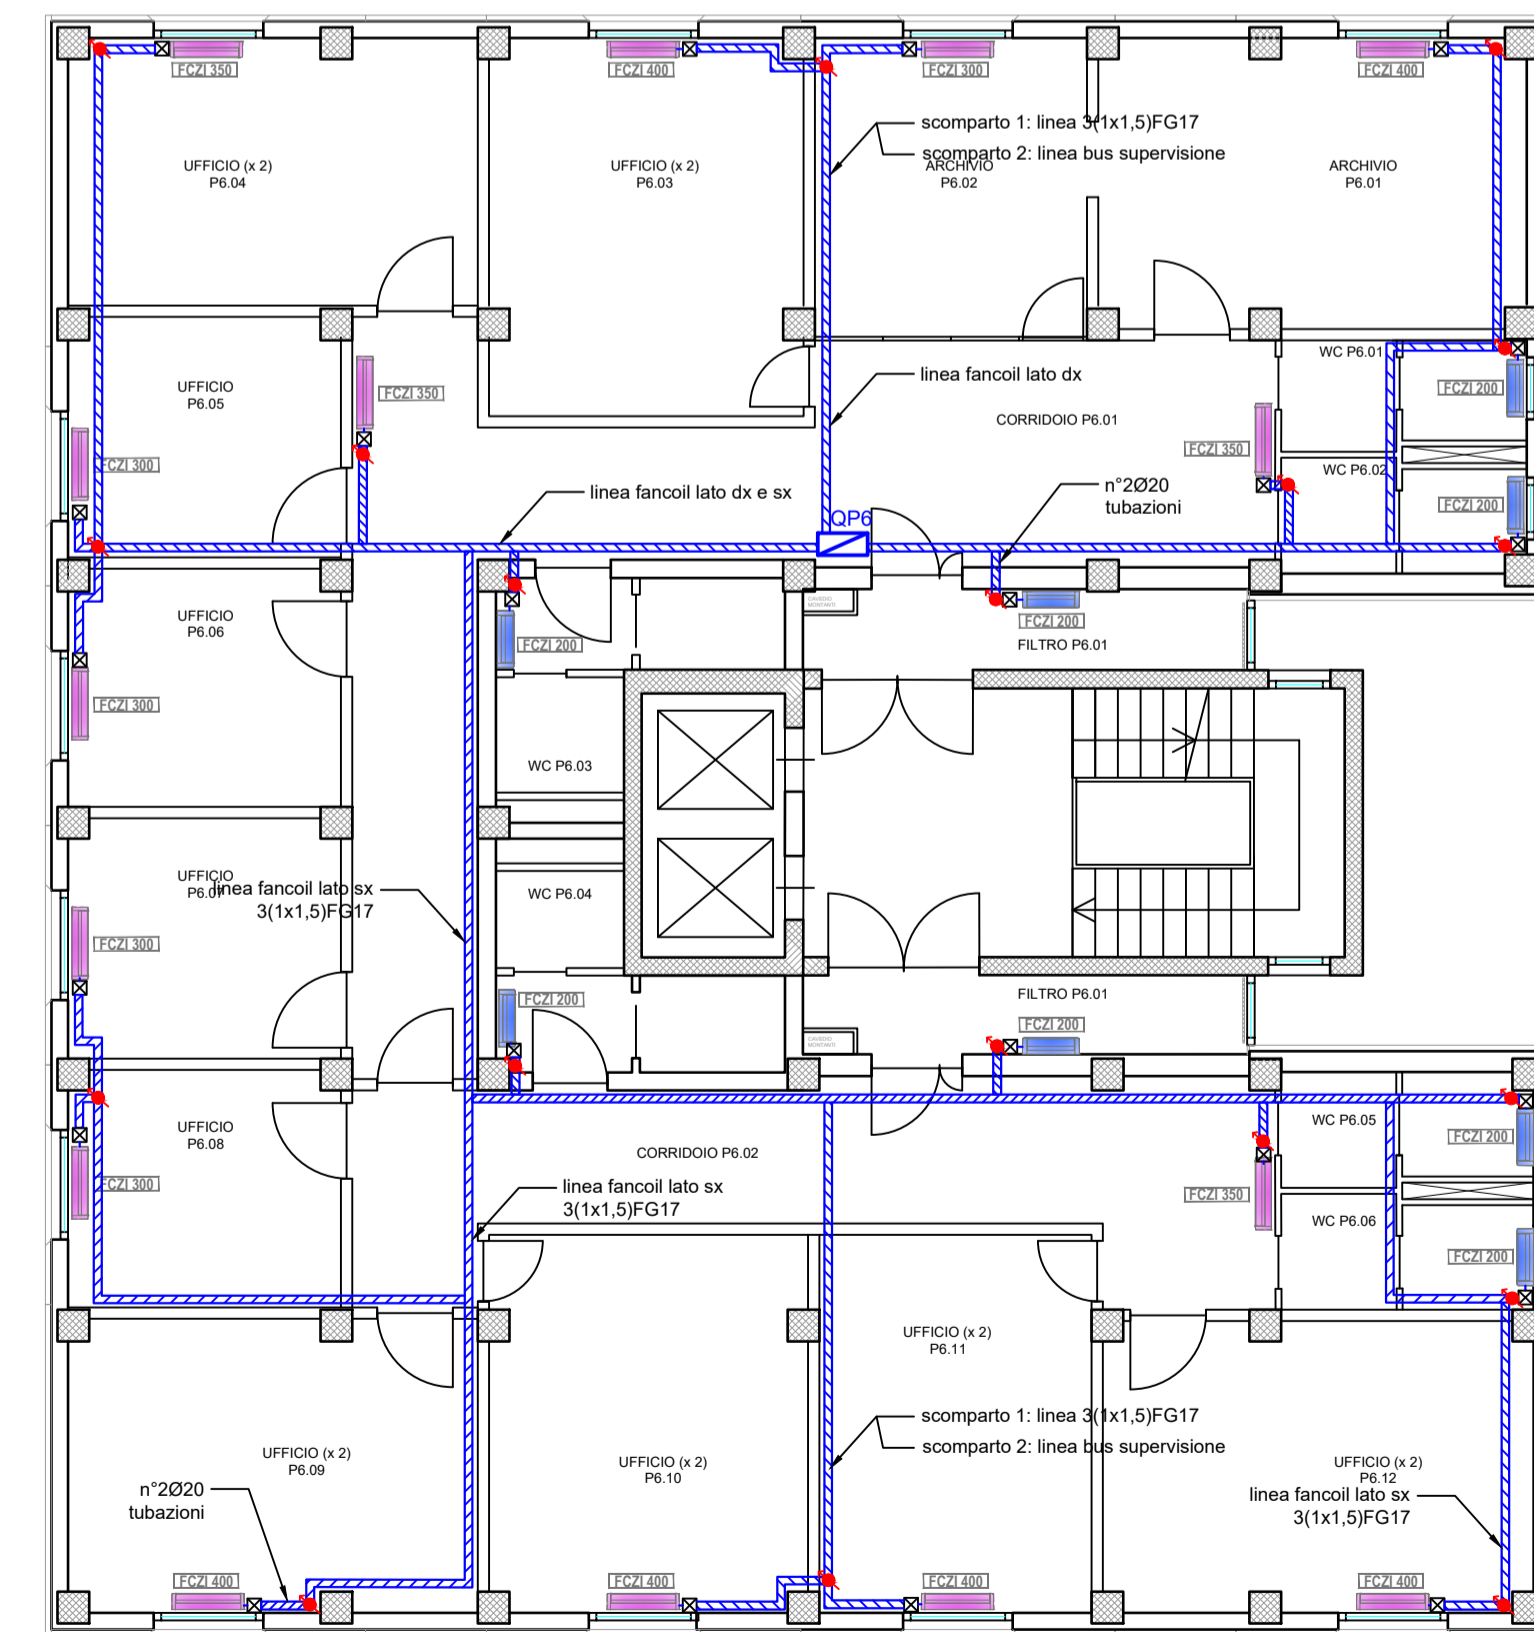 FCZI 350
FCZI 400
FCZI 300
FCZI 400
scomparto 1: linea 3(1x1,5)FG17
scomparto 2: linea bus supervisione
UFFICIO (x 2)
P6.04
UFFICIO (x 2)
P6.03
ARCHIVIO
P6.02
ARCHIVIO
P6.01
WC P6.01
linea fancoil lato dx
UFFICIO
P6.05
FCZI 350
FCZI 200
CORRIDOIO P6.01
FCZI 350
FCZI 300
WC P6.02
linea fancoil lato dx e sx
n°2Ø20
tubazioni
FCZI 200
QP6
CAVEDIO
MONTANTI
UFFICIO
P6.06
FCZI 200
FCZI 200
FILTRO P6.01
FCZI 300
WC P6.03
UFFICIO
P6.07
linea fancoil lato sx
3(1x1,5)FG17
WC P6.04
FCZI 300
FCZI 200
FILTRO P6.01
FCZI 200
CAVEDIO
MONTANTI
UFFICIO
P6.08
WC P6.05
FCZI 200
CORRIDOIO P6.02
FCZI 300
linea fancoil lato sx
3(1x1,5)FG17
FCZI 350
WC P6.06
FCZI 200
UFFICIO (x 2)
P6.11
scomparto 1: linea 3(1x1,5)FG17
scomparto 2: linea bus supervisione
UFFICIO (x 2)
P6.09
UFFICIO (x 2)
P6.10
UFFICIO (x 2)
P6.12
n°2Ø20
tubazioni
linea fancoil lato sx
3(1x1,5)FG17
FCZI 400
FCZI 400
FCZI 400
FCZI 400